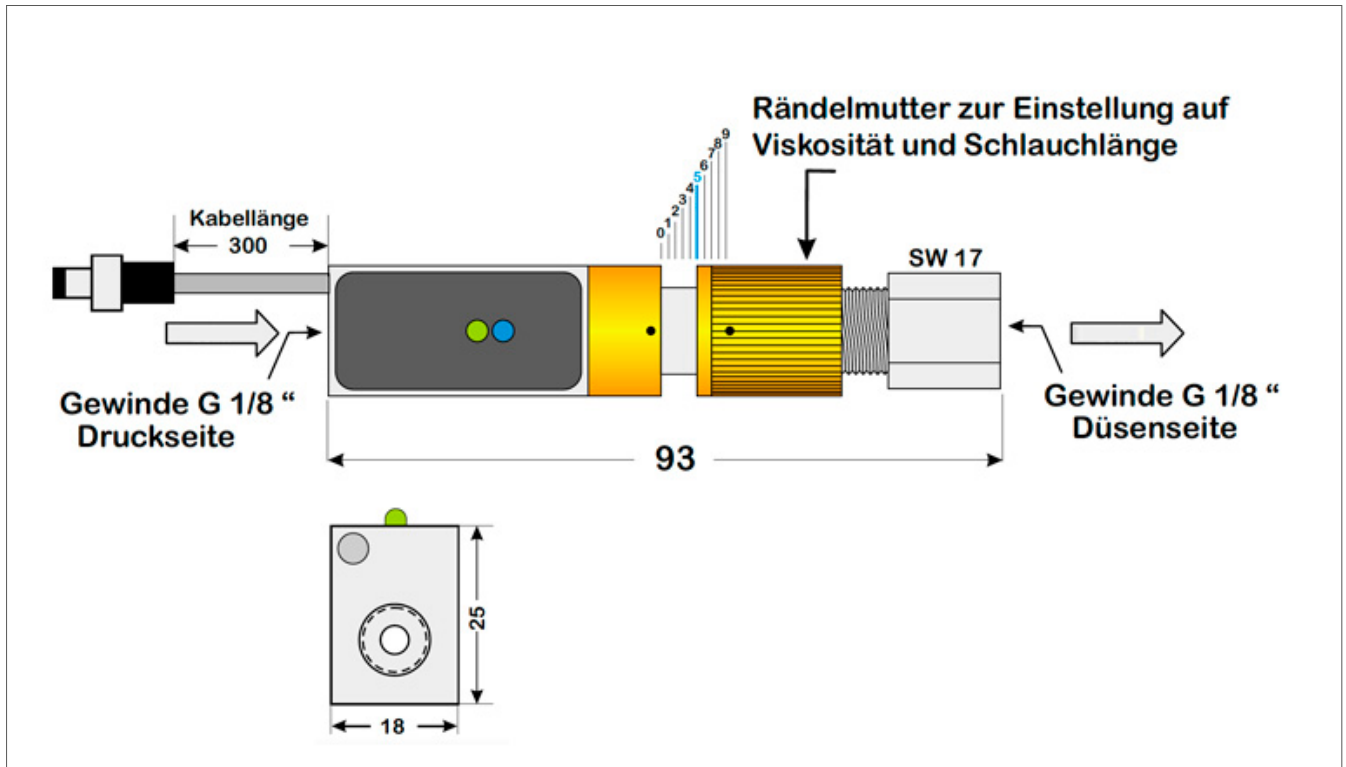 Rändelmutter zur Einstellung auf
Viskosität und Schlauchlänge
0 1 2 3 4 5 6 7 8 9
Kabellänge
300
SW 17
Gewinde G 1/8 “
Druckseite
Gewinde G 1/8 “
Düsenseite
93
25
18